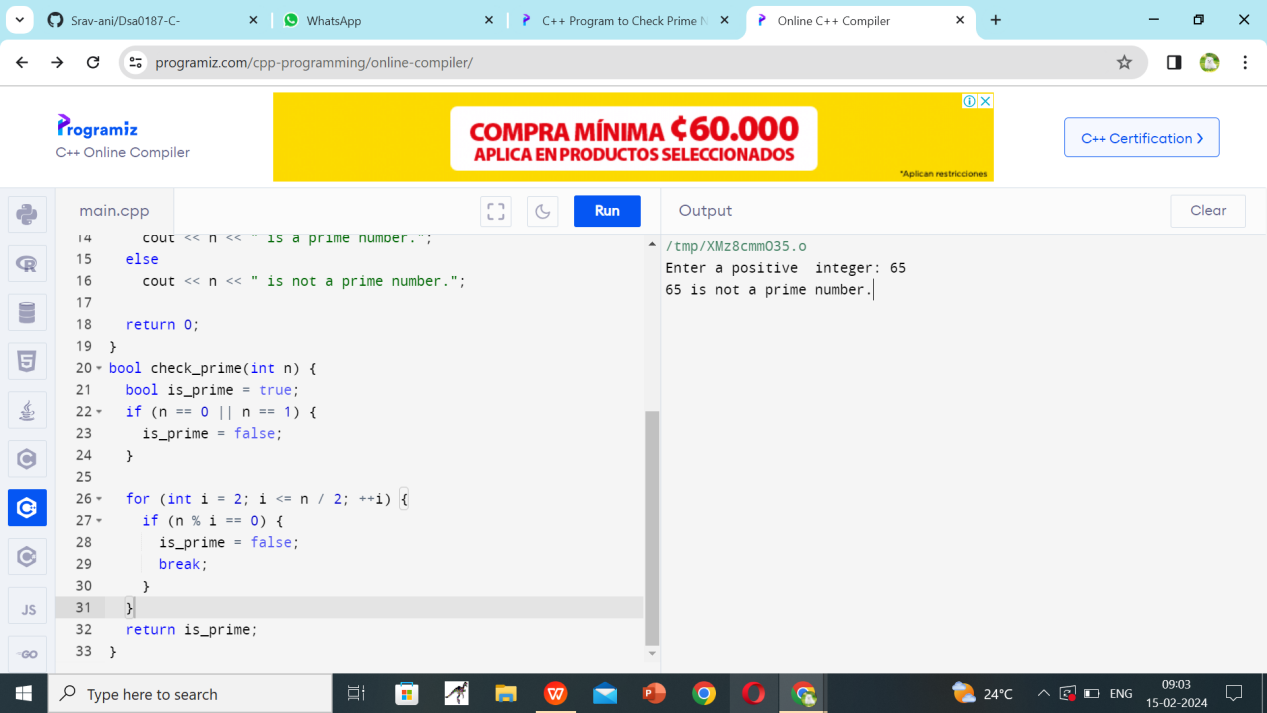 Srav-ani/Dsa0187-C-
WhatsApp
C++ Program to Check Prime N
Online C++ Compiler
programiz.com/cpp-programming/online-compiler/
Programiz
C++ Online Compiler
COMPRA MÍNIMA ₡60.000
APLICA EN PRODUCTOS SELECCIONADOS
*Aplican restricciones
C++ Certification >
main.cpp
Run
Output
Clear
14 cout << n << " is a prime number.";
15 else
16 cout << n << " is not a prime number.";
17
18 return 0;
19 }
20 bool check_prime(int n) {
21 bool is_prime = true;
22 if (n == 0 || n == 1) {
23 is_prime = false;
24 }
25
26 for (int i = 2; i <= n / 2; ++i) {
27 if (n % i == 0) {
28 is_prime = false;
29 break;
30 }
31 }
32 return is_prime;
33 }
/tmp/XMz8cmmO35.o
Enter a positive  integer: 65
65 is not a prime number.
JS
GO
Type here to search
24°C
ENG
09:03
15-02-2024